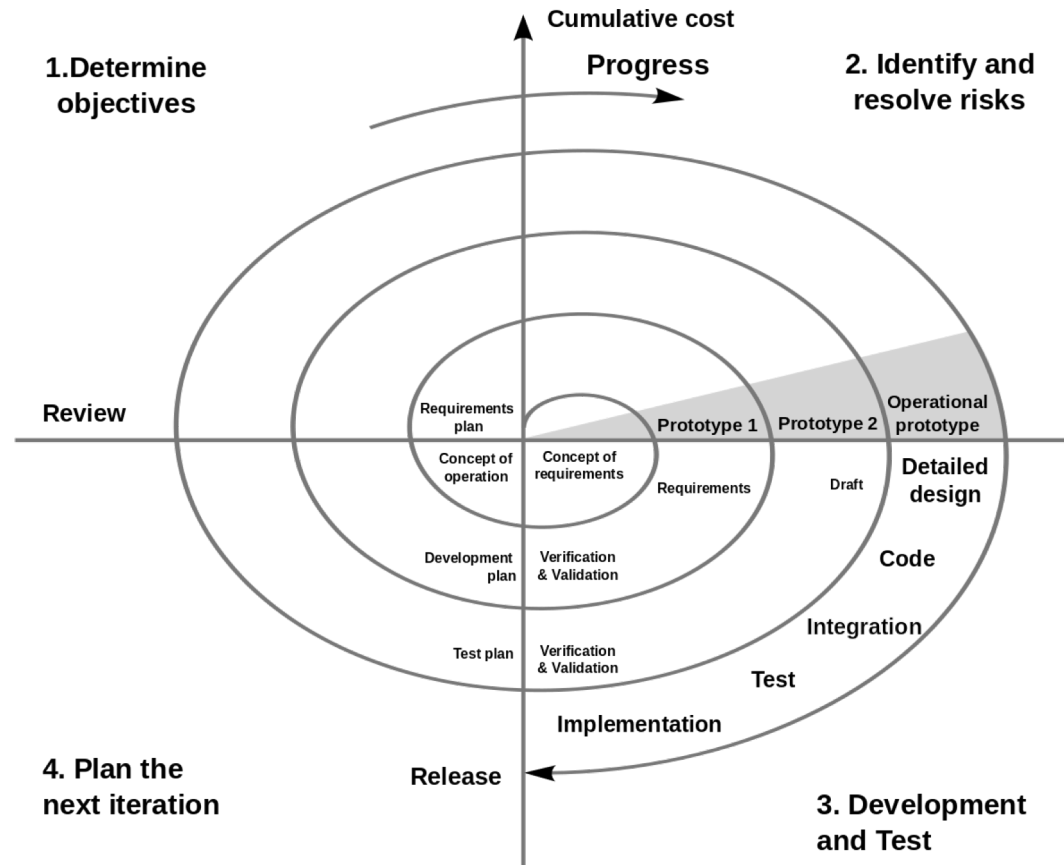 Cumulative cost
Progress
1.Determine
objectives
2. Identify and
resolve risks
Review
Requirements
plan
Prototype 1
Prototype 2
Operational
prototype
Concept of
operation
Concept of
requirements
Requirements
Draft
Detailed
design
Development
plan
Verification
& Validation
Code
Integration
Test plan
Verification
& Validation
Test
Implementation
Release
4. Plan the
next iteration
3. Development
and Test